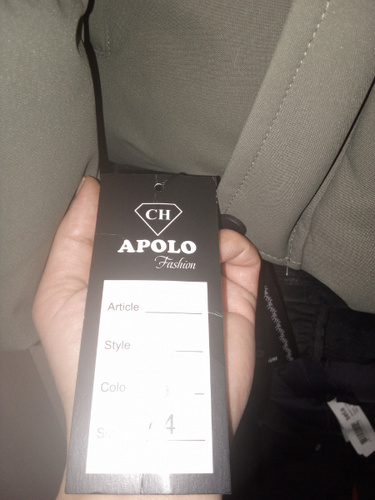 CH
APOLO
Fashion
Article
Style
Colo
S 4